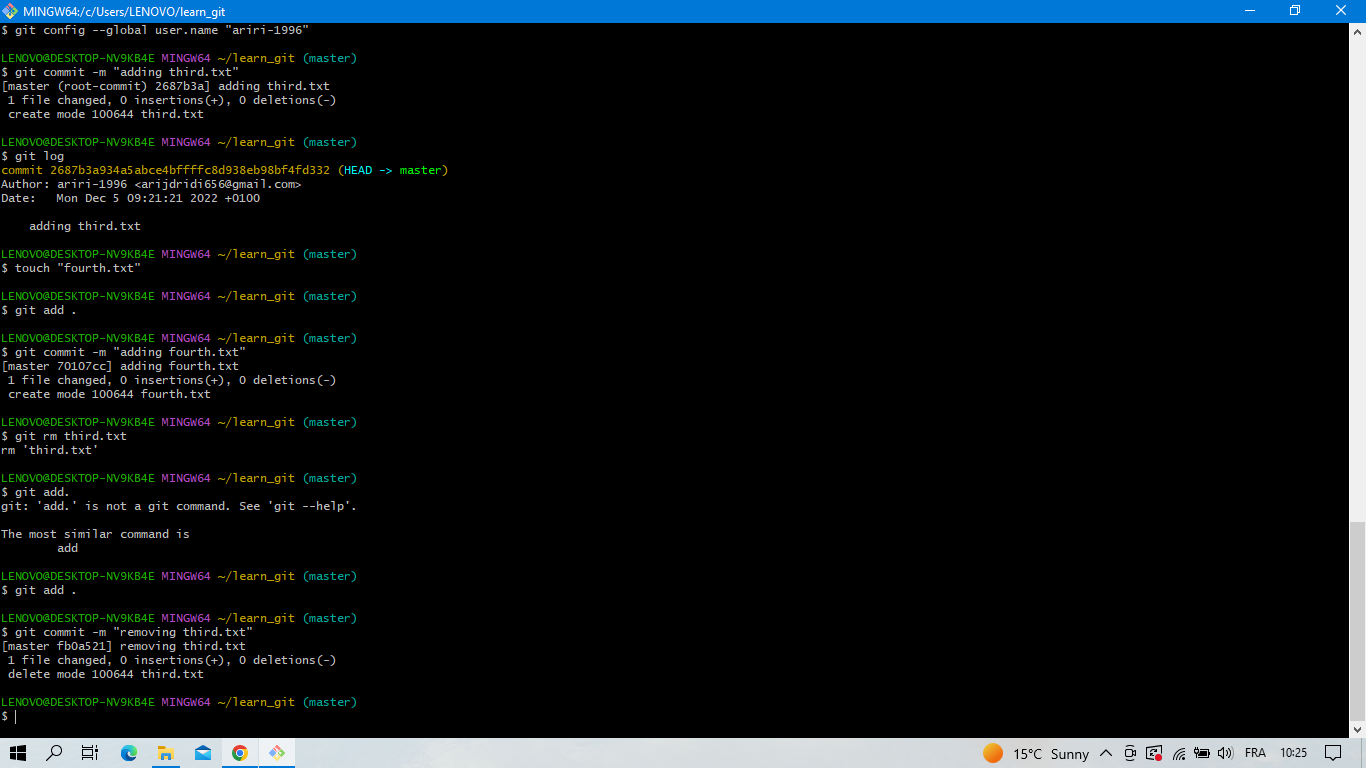 MINGW64:/c/Users/LENOVO/learn_git
$ git config --global user.name "ariri-1996"
LENOVO@DESKTOP-NV9KB4E MINGW64 ~/learn_git (master)
$ git commit -m "adding third.txt"
[master (root-commit) 2687b3a] adding third.txt
 1 file changed, 0 insertions(+), 0 deletions(-)
 create mode 100644 third.txt
LENOVO@DESKTOP-NV9KB4E MINGW64 ~/learn_git (master)
$ git log
commit 2687b3a934a5abce4bffffc8d938eb98bf4fd332 (HEAD -> master)
Author: ariri-1996 <arijdridi656@gmail.com>
Date:   Mon Dec 5 09:21:21 2022 +0100
    adding third.txt
LENOVO@DESKTOP-NV9KB4E MINGW64 ~/learn_git (master)
$ touch "fourth.txt"
LENOVO@DESKTOP-NV9KB4E MINGW64 ~/learn_git (master)
$ git add .
LENOVO@DESKTOP-NV9KB4E MINGW64 ~/learn_git (master)
$ git commit -m "adding fourth.txt"
[master 70107cc] adding fourth.txt
 1 file changed, 0 insertions(+), 0 deletions(-)
 create mode 100644 fourth.txt
LENOVO@DESKTOP-NV9KB4E MINGW64 ~/learn_git (master)
$ git rm third.txt
rm 'third.txt'
LENOVO@DESKTOP-NV9KB4E MINGW64 ~/learn_git (master)
$ git add.
git: 'add.' is not a git command. See 'git --help'.
The most similar command is
        add
LENOVO@DESKTOP-NV9KB4E MINGW64 ~/learn_git (master)
$ git add .
LENOVO@DESKTOP-NV9KB4E MINGW64 ~/learn_git (master)
$ git commit -m "removing third.txt"
[master fb0a521] removing third.txt
 1 file changed, 0 insertions(+), 0 deletions(-)
 delete mode 100644 third.txt
LENOVO@DESKTOP-NV9KB4E MINGW64 ~/learn_git (master)
$
15°C Sunny FRA 10:25